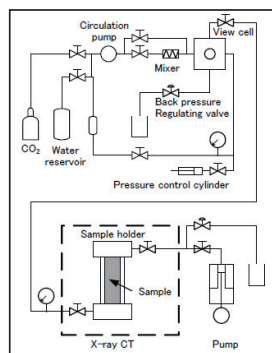 Circulation
pump
View cell
Mixer
Back pressure
Regulating valve
CO₂
Water
reservoir
Pressure control cylinder
Sample holder
Sample
X-ray CT
Pump